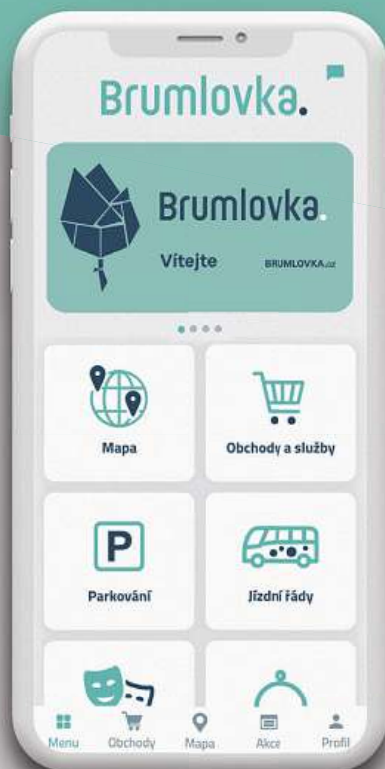 Brumlovka.
Brumlovka.
Vítejte
BRUMLOVKA.cz
Mapa
Obchody a služby
P
Parkování
Jízdní řády
Menu
Obchody
Mapa
Akce
Profil